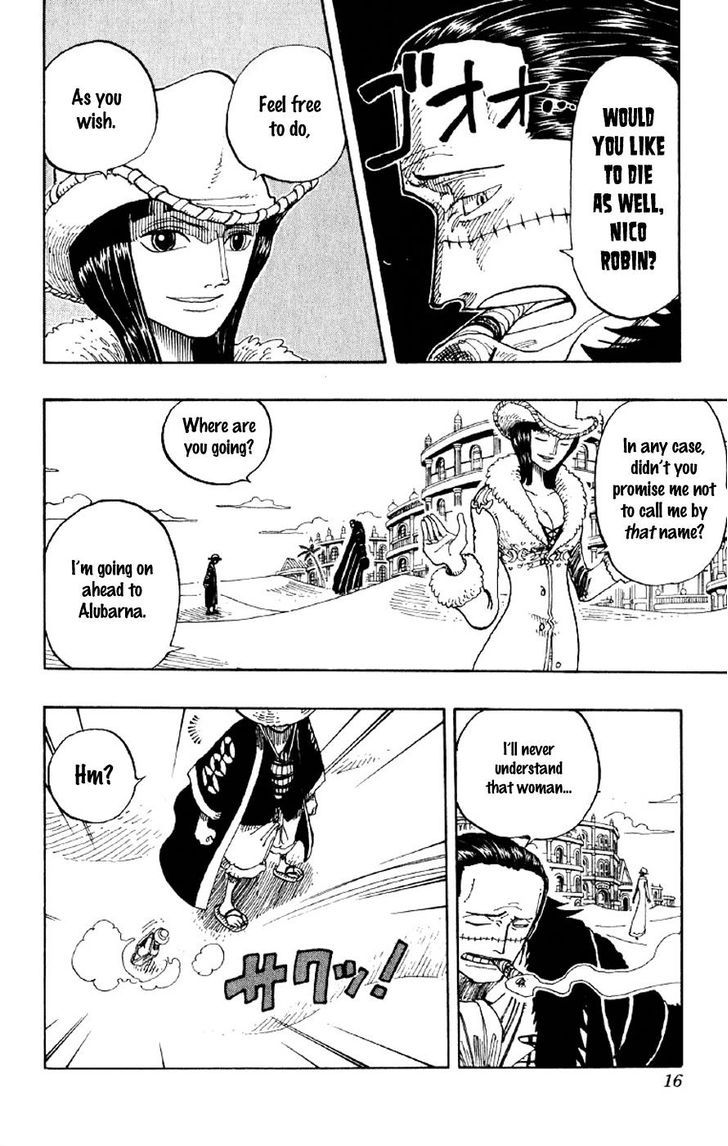 WOULD
YOU LIKE
TO DIE
AS WELL,
NICO
ROBIN?
ゴオオ
Feel free
to do,
As you
wish.
In any case,
didn't you
promise me not
to call me by
that name?
Where are
you going?
I'm going on
ahead to
Alubarna.
I'll never
understand
that woman...
Hm?
サクッ!
16